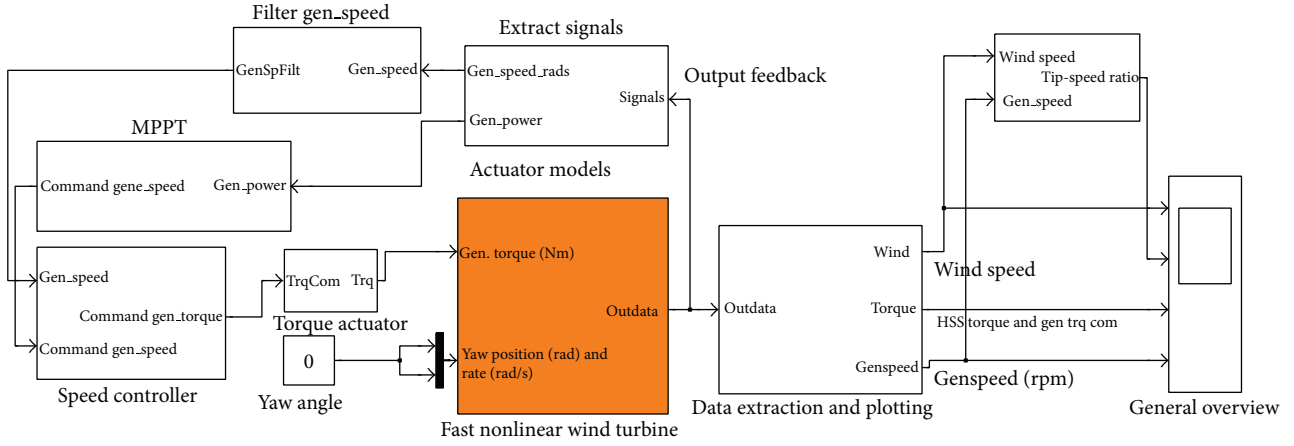 Filter gen_speed
GenSpFilt
Gen_speed
Extract signals
Gen_speed_rads
Signals
Gen_power
Output feedback
Wind speed
Tip-speed ratio
Gen_speed
MPPT
Command gene_speed
Gen_power
Actuator models
Gen_speed
Command gen_torque
Command gen_speed
Speed controller
TrqCom
Trq
Torque actuator
0
Yaw angle
Gen. torque (Nm)
Outdata
Yaw position (rad) and
rate (rad/s)
Fast nonlinear wind turbine
Wind
Outdata
Torque
Genspeed
Data extraction and plotting
Wind speed
HSS torque and gen trq com
Genspeed (rpm)
General overview